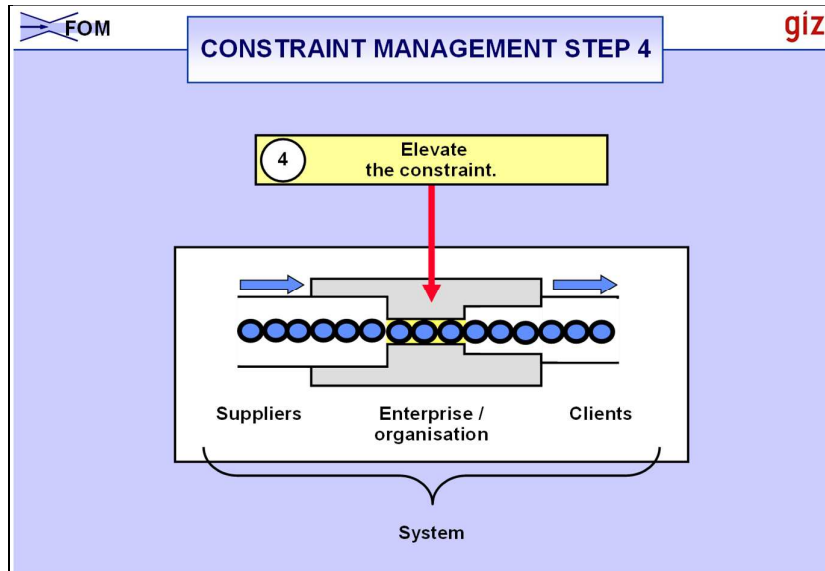 FOM
giz
CONSTRAINT MANAGEMENT STEP 4
4
Elevate
the constraint.
Suppliers
Enterprise /
organisation
Clients
System